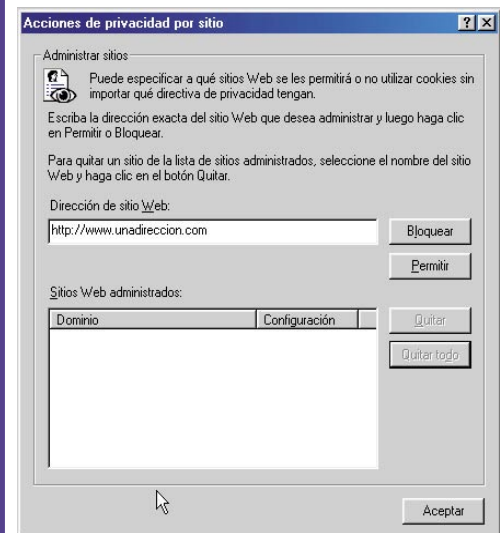 Acciones de privacidad por sitio
Administrar sitios
Puede especificar a qué sitios Web se les permitirá o no utilizar cookies sin
importar qué directiva de privacidad tengan.
Escriba la dirección exacta del sitio Web que desea administrar y luego haga clic
en Permitir o Bloquear.
Para quitar un sitio de la lista de sitios administrados, seleccione el nombre del sitio
Web y haga clic en el botón Quitar.
Dirección de sitio Web:
http://www.unadireccion.com
Bloquear
Permitir
Sitios Web administrados:
Dominio
Configuración
Quitar
Quitar todo
Aceptar